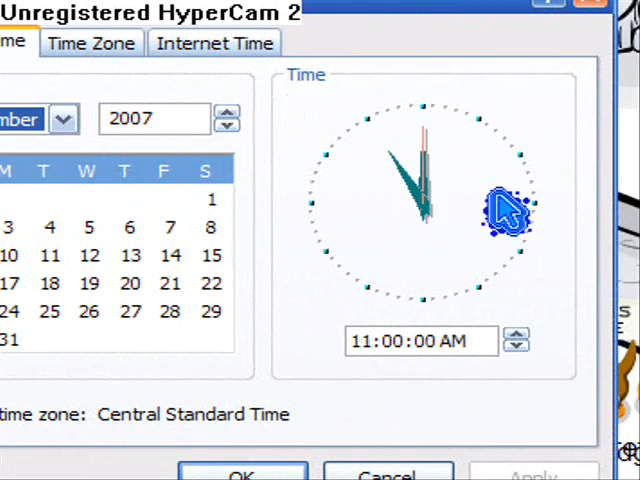 Unregistered HyperCam 2
me Time Zone Internet Time
Time
mber 2007
M T W T F S
1
3 4 5 6 7 8
10 11 12 13 14 15
17 18 19 20 21 22
24 25 26 27 28 29
31
11:00:00 AM
time zone: Central Standard Time
OK Cancel Apply